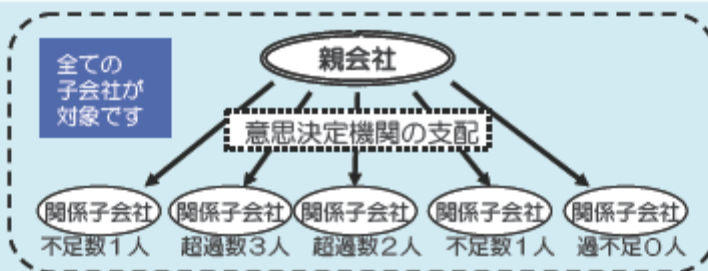 全ての
子会社が
対象です
親会社
意思決定機関の支配
関係子会社 関係子会社 関係子会社 関係子会社 関係子会社
不足数1人 超過数3人 超過数2人 不足数1人 過不足0人